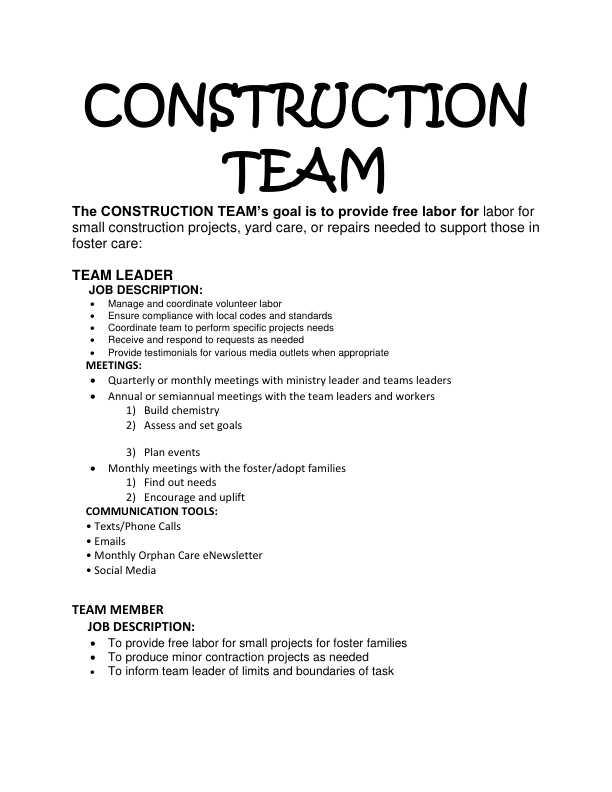 CONSTRUCTION
TEAM
The CONSTRUCTION TEAM’s goal is to provide free labor for labor for
small construction projects, yard care, or repairs needed to support those in
foster care:
TEAM LEADER
JOB DESCRIPTION:
• Manage and coordinate volunteer labor
• Ensure compliance with local codes and standards
• Coordinate team to perform specific projects needs
• Receive and respond to requests as needed
• Provide testimonials for various media outlets when appropriate
MEETINGS:
• Quarterly or monthly meetings with ministry leader and teams leaders
• Annual or semiannual meetings with the team leaders and workers
1) Build chemistry
2) Assess and set goals
3) Plan events
• Monthly meetings with the foster/adopt families
1) Find out needs
2) Encourage and uplift
COMMUNICATION TOOLS:
• Texts/Phone Calls
• Emails
• Monthly Orphan Care eNewsletter
• Social Media
TEAM MEMBER
JOB DESCRIPTION:
• To provide free labor for small projects for foster families
• To produce minor contraction projects as needed
• To inform team leader of limits and boundaries of task